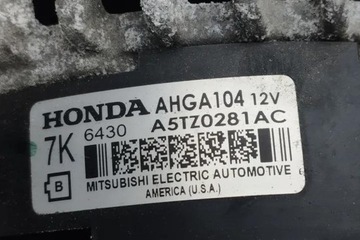 HONDA AHGA104 12V
7K 6430 A5TZ0281AC
B
MITSUBISHI ELECTRIC AUTOMOTIVE
AMERICA (U.S.A.)